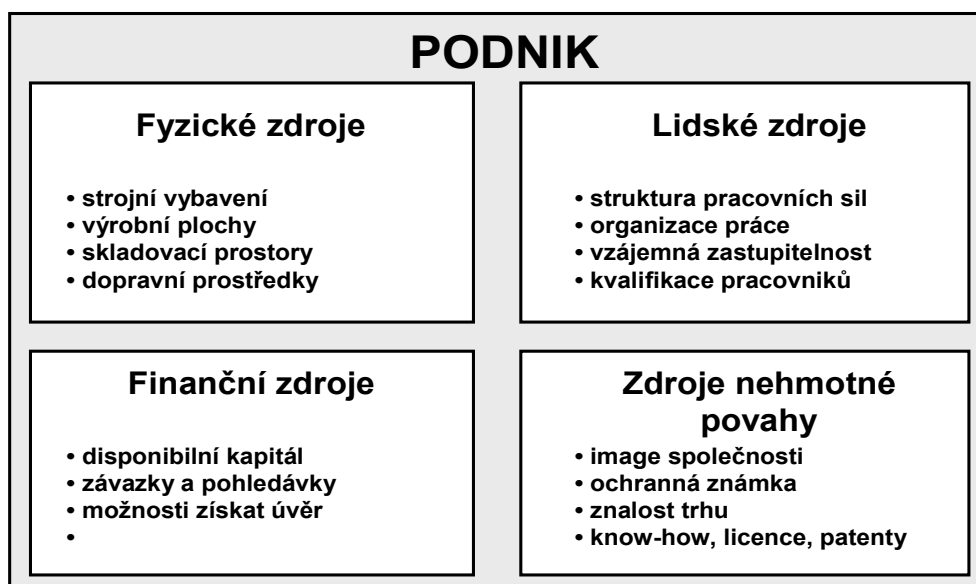 PODNIK
Fyzické zdroje
• strojní vybavení
• výrobní plochy
• skladovací prostory
• dopravní prostředky
Lidské zdroje
• struktura pracovních sil
• organizace práce
• vzájemná zastupitelnost
• kvalifikace pracovniků
Finanční zdroje
• disponibilní kapitál
• závazky a pohledávky
• možnosti získat úvěr
•
Zdroje nehmotné
povahy
• image společnosti
• ochranná známka
• znalost trhu
• know-how, licence, patenty